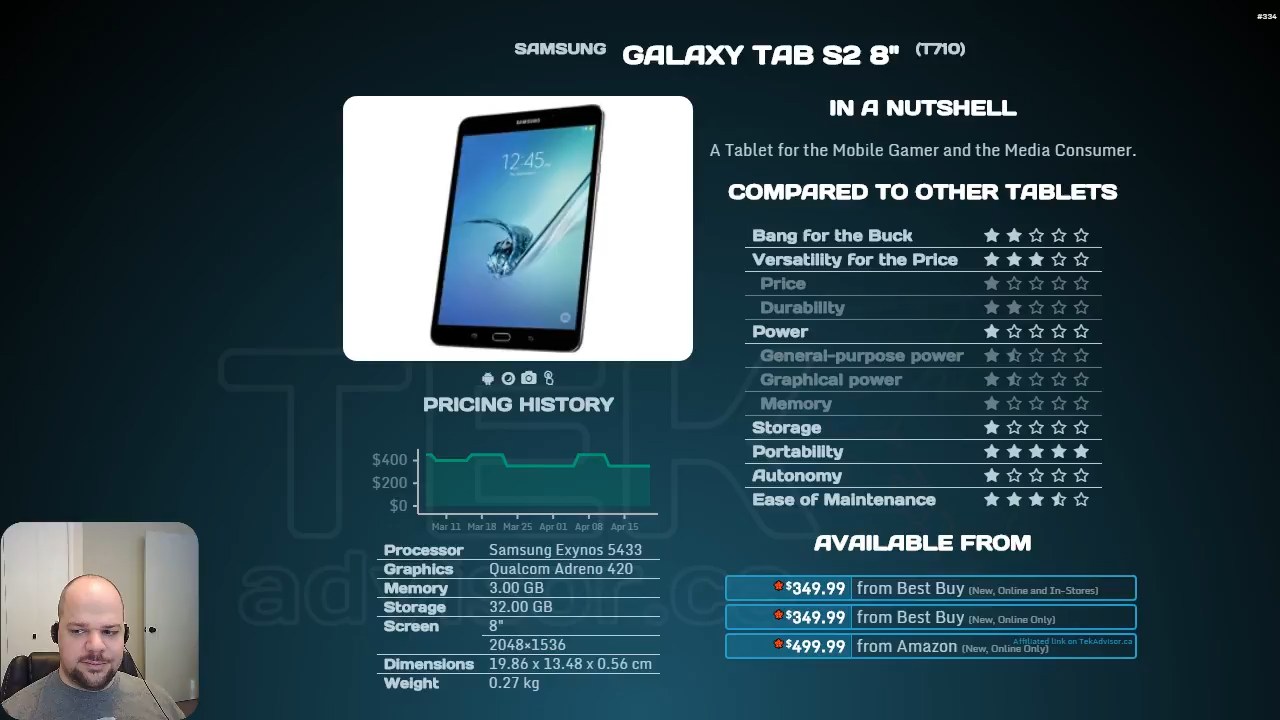 #334
SAMSUNG GALAXY TAB S2 8" (T710)
SAMSUNG
12:45
IN A NUTSHELL
A Tablet for the Mobile Gamer and the Media Consumer.
COMPARED TO OTHER TABLETS
Bang for the Buck
Versatility for the Price
Price
Durability
Power
General-purpose power
Graphical power
Memory
Storage
Portability
Autonomy
Ease of Maintenance
PRICING HISTORY
$400
$200
$0
Mar 11 Mar 18 Mar 25 Apr 01 Apr 08 Apr 15
Processor Samsung Exynos 5433
Graphics Qualcom Adreno 420
Memory 3.00 GB
Storage 32.00 GB
Screen 8"
2048×1536
Dimensions 19.86 x 13.48 x 0.56 cm
Weight 0.27 kg
AVAILABLE FROM
$349.99 from Best Buy (New, Online and In-Stores)
$349.99 from Best Buy (New, Online Only)
$499.99 from Amazon (New, Online Only)
Affiliated link on TekAdvisor.ca
TEK
advisor.ca